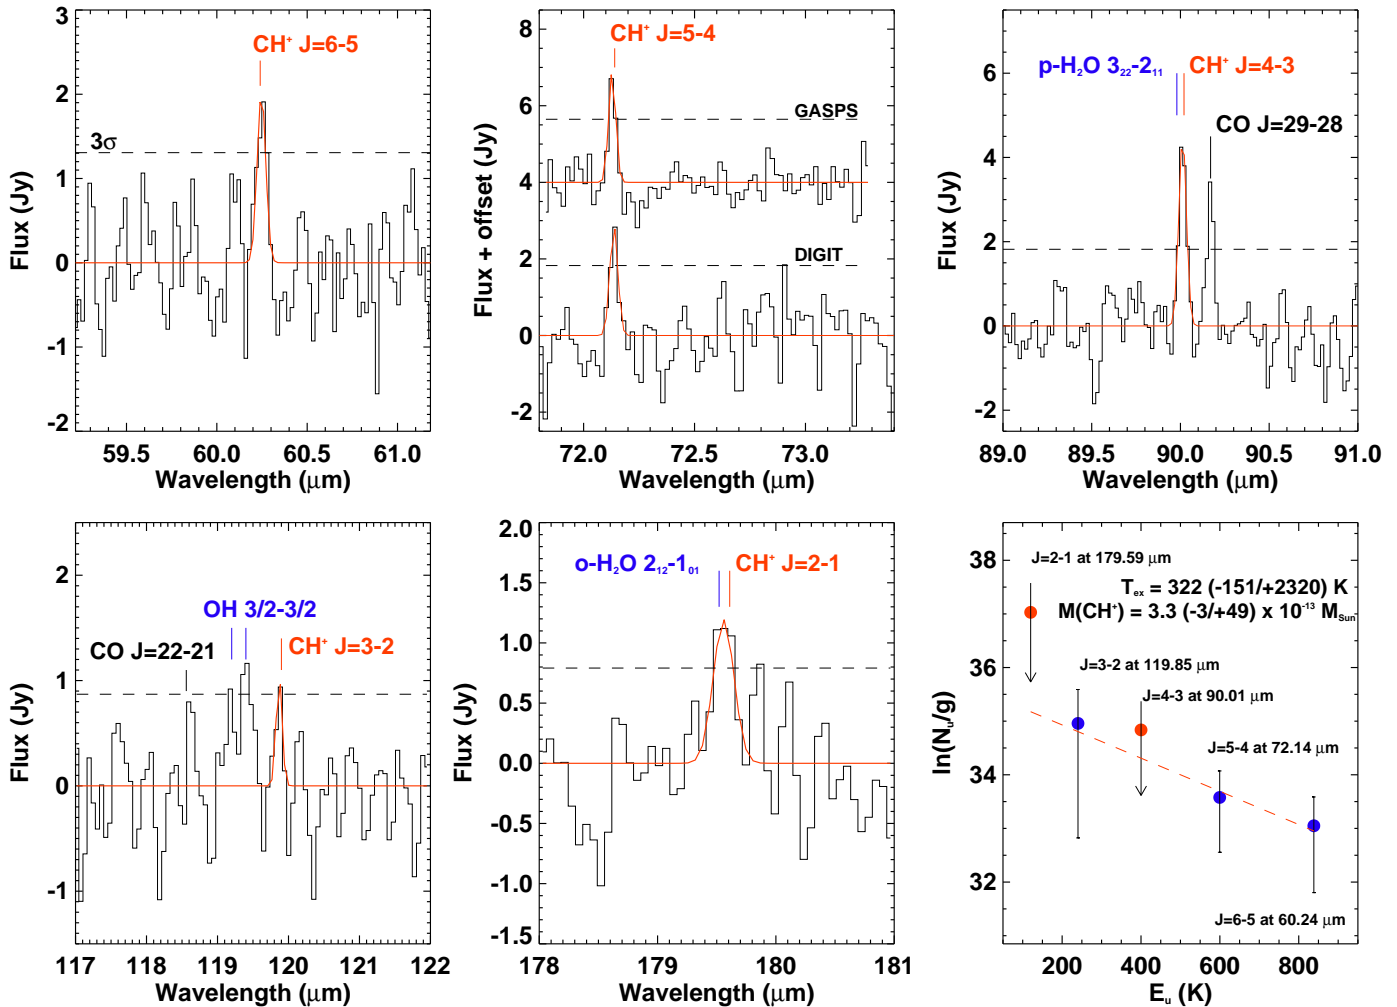 CH⁺ J=6-5
3σ
Flux (Jy)
3
2
1
0
-1
-2
59.5 60.0 60.5 61.0
Wavelength (μm)
CH⁺ J=5-4
GASPS
DIGIT
Flux + offset (Jy)
8
6
4
2
0
-2
72.0 72.5 73.0
Wavelength (μm)
p-H₂O 3₂₂-2₁₁ CH⁺ J=4-3
CO J=29-28
Flux (Jy)
6
4
2
0
-2
89.0 89.5 90.0 90.5 91.0
Wavelength (μm)
OH 3/2-3/2
CO J=22-21 CH⁺ J=3-2
Flux (Jy)
2
1
0
-1
117 118 119 120 121 122
Wavelength (μm)
o-H₂O 2₁₂-1₀₁ CH⁺ J=2-1
Flux (Jy)
2.0
1.5
1.0
0.5
0.0
-0.5
-1.0
-1.5
178 179 180 181
Wavelength (μm)
J=2-1 at 179.59 μm
T_ex = 322 (-151/+2320) K
M(CH⁺) = 3.3 (-3/+49) x 10⁻¹³ M_Sun
J=3-2 at 119.85 μm
J=4-3 at 90.01 μm
J=5-4 at 72.14 μm
J=6-5 at 60.24 μm
ln(Nᵤ/g)
38
36
34
32
200 400 600 800
Eᵤ (K)